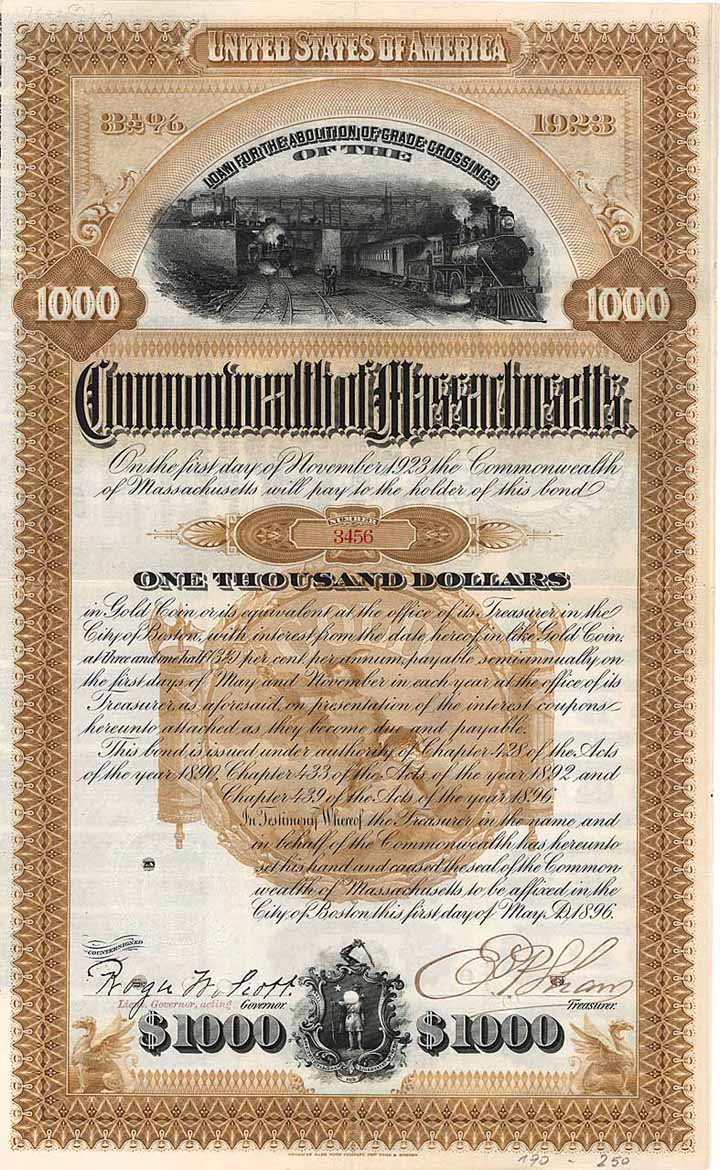 UNITED STATES OF AMERICA
3½% 1923
LOAN FOR THE ABOLITION OF GRADE CROSSINGS
OF THE
1000 1000
Commonwealth of Massachusetts.
On the first day of November 1923 the Commonwealth
of Massachusetts will pay to the holder of this bond
NUMBER
3456
ONE THOUSAND DOLLARS
in Gold Coin or its equivalent at the office of its Treasurer in the
City of Boston, with interest from the date hereof in like Gold Coin,
at three and one half (3½) per cent. per annum, payable semiannually on
the first days of May and November in each year at the office of its
Treasurer as aforesaid, on presentation of the interest coupons
hereunto attached as they become due and payable.
This bond is issued under authority of Chapter 428 of the Acts
of the year 1890, Chapter 433 of the Acts of the year 1892 and
Chapter 439 of the Acts of the year 1896.
In Testimony Whereof the Treasurer in the name and
in behalf of the Commonwealth has hereunto
set his hand and caused the seal of the Common-
wealth of Massachusetts to be affixed in the
City of Boston this first day of May A.D. 1896.
COUNTERSIGNED
Roger Wolcott E P Shaw
Lieut. Governor, acting Governor. Treasurer.
$1000 $1000
AMERICAN BANK NOTE COMPANY, NEW YORK & BOSTON.
190 - 250